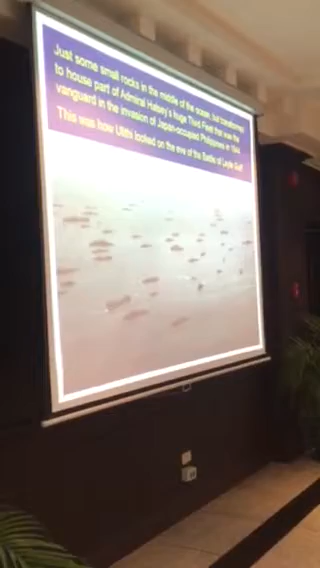 Just some small rocks in the middle of the ocean, but transformed
to house part of Admiral Halsey's huge Third Fleet that was the
vanguard in the invasion of Japan-occupied Philippines in 1944.
This was how Ulithi looked on the eve of the Battle of Leyte Gulf